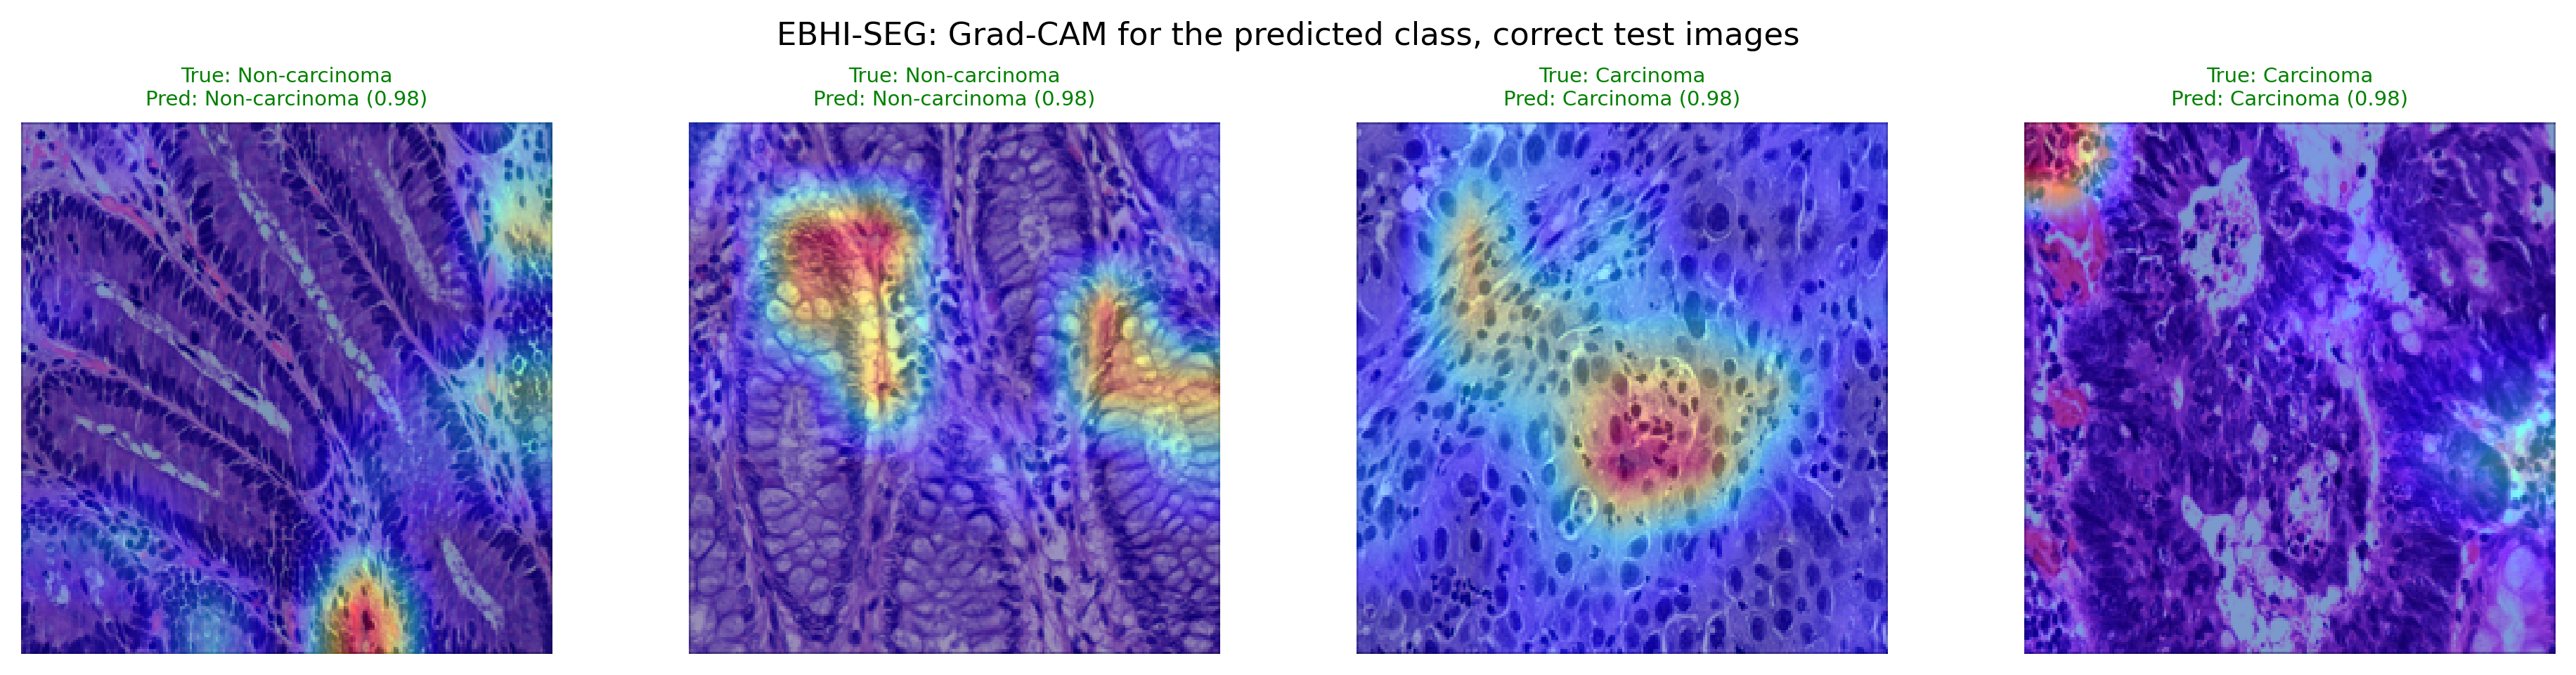 EBHI-SEG: Grad-CAM for the predicted class, correct test images
True: Non-carcinoma
Pred: Non-carcinoma (0.98)
True: Non-carcinoma
Pred: Non-carcinoma (0.98)
True: Carcinoma
Pred: Carcinoma (0.98)
True: Carcinoma
Pred: Carcinoma (0.98)